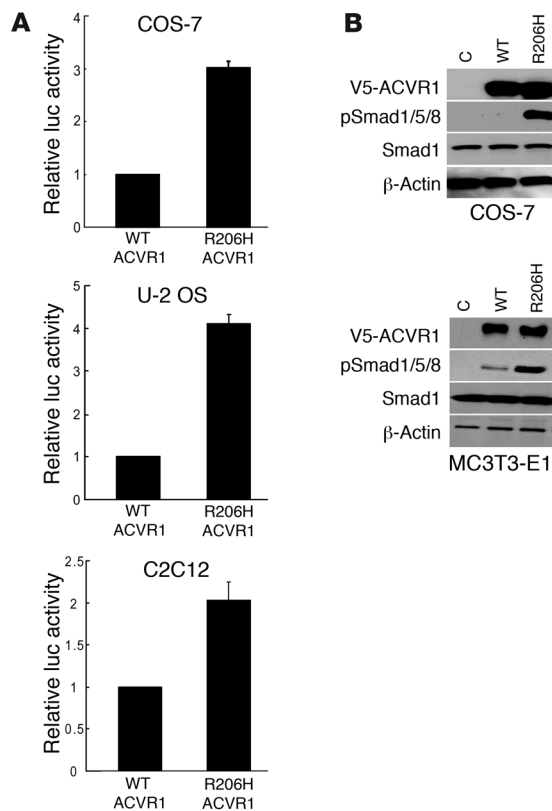 A
COS-7
Relative luc activity
4
3
2
1
0
WT
ACVR1
R206H
ACVR1
U-2 OS
Relative luc activity
5
4
3
2
1
0
WT
ACVR1
R206H
ACVR1
C2C12
Relative luc activity
2.5
2
1.5
1
0.5
0
WT
ACVR1
R206H
ACVR1
B
C
WT
R206H
V5-ACVR1
pSmad1/5/8
Smad1
β-Actin
COS-7
C
WT
R206H
V5-ACVR1
pSmad1/5/8
Smad1
β-Actin
MC3T3-E1